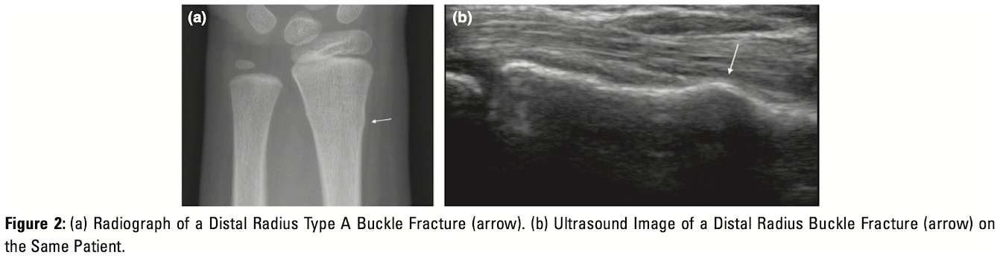 (a)
(b)
Figure 2: (a) Radiograph of a Distal Radius Type A Buckle Fracture (arrow). (b) Ultrasound Image of a Distal Radius Buckle Fracture (arrow) on
the Same Patient.